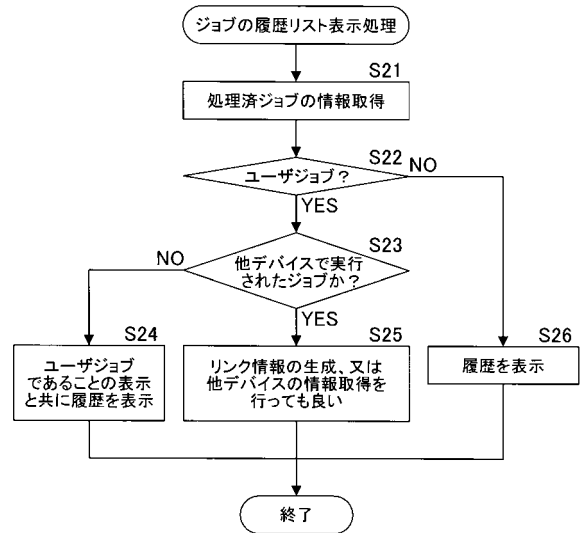 ジョブの履歴リスト表示処理
S21
処理済ジョブの情報取得
S22
ユーザジョブ？
NO
YES
S23
他デバイスで実行
されたジョブか？
NO
YES
S24
ユーザジョブ
であることの表示
と共に履歴を表示
S25
リンク情報の生成、又は
他デバイスの情報取得を
行っても良い
S26
履歴を表示
終了